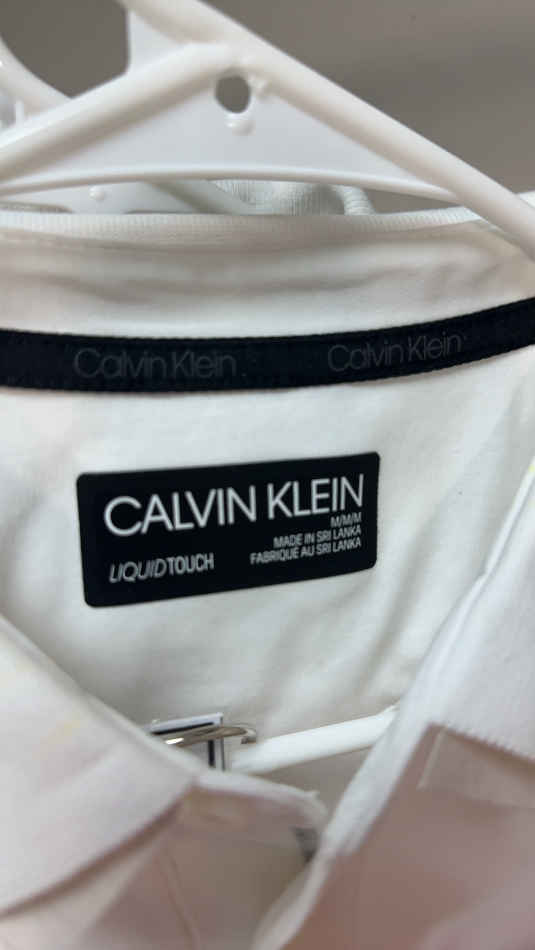 Calvin Klein Calvin Klein
CALVIN KLEIN
M/M/M
MADE IN SRI LANKA
LIQUIDTOUCH
FABRIQUÉ AU SRI LANKA